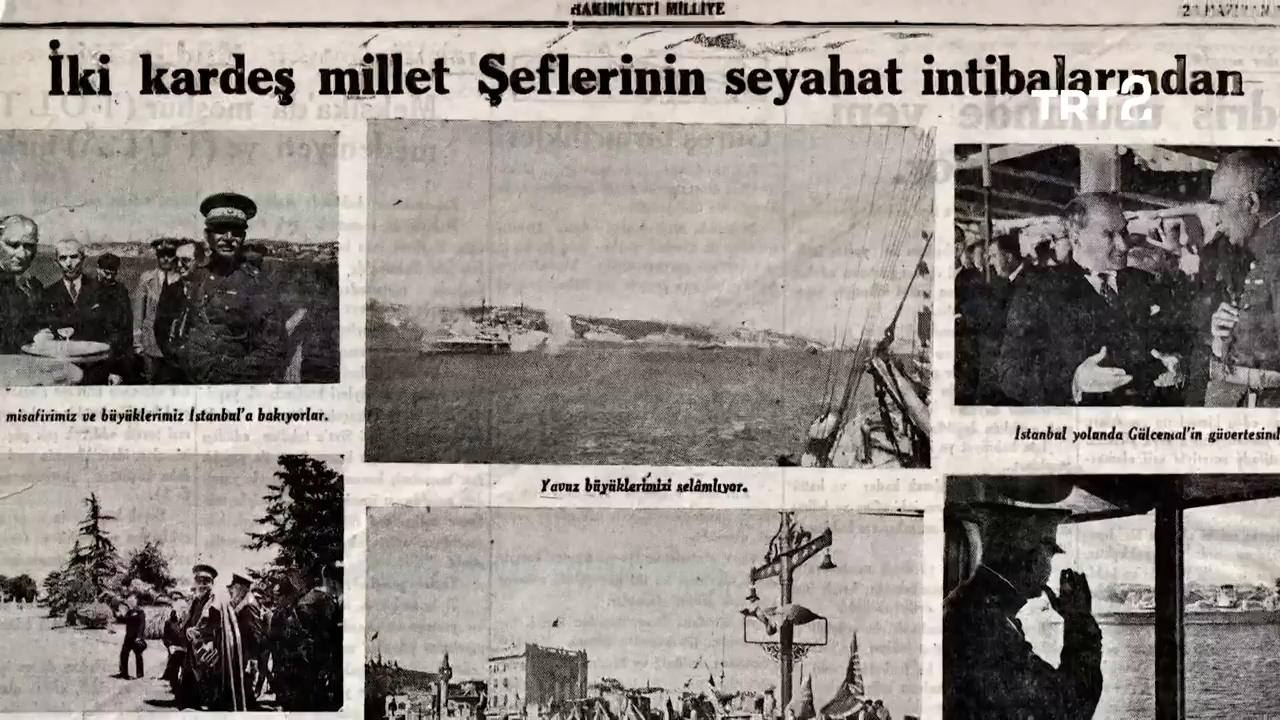 HAKİMİYETİ MİLLİYE
İki kardeş millet Şeflerinin seyahat intibalarından
TRT2
misafirimiz ve büyüklerimiz İstanbul'a bakıyorlar.
İstanbul yolunda Gülcemal'in güvertesind
Yavuz büyüklerimizi selâmlıyor.